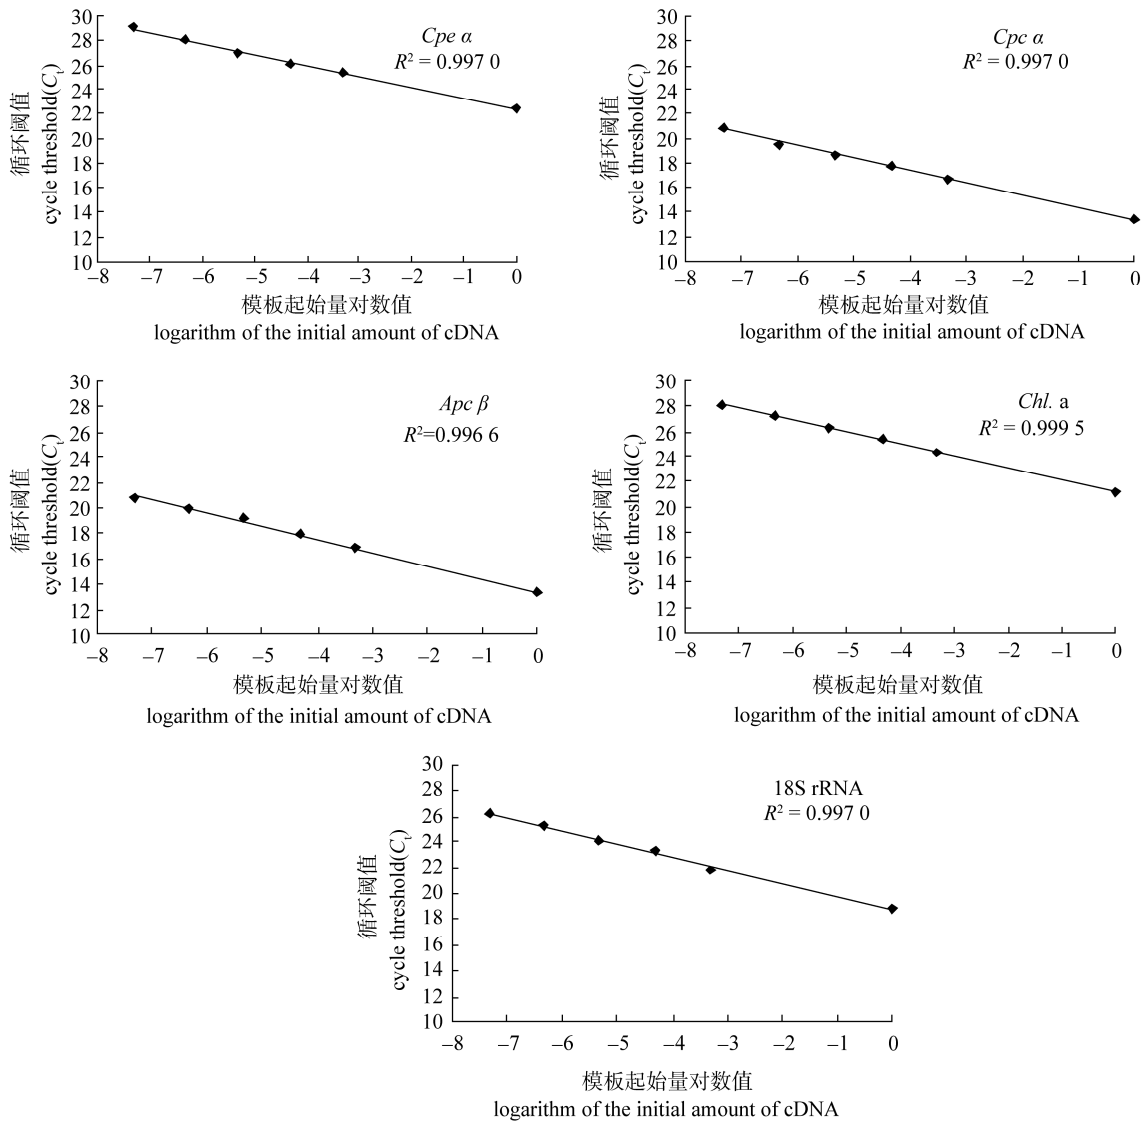 30
28
26
24
22
20
18
16
14
12
10
循环阈值
cycle threshold(Ct)
Cpe α
R² = 0.997 0
–8 –7 –6 –5 –4 –3 –2 –1 0
模板起始量对数值
logarithm of the initial amount of cDNA
30
28
26
24
22
20
18
16
14
12
10
循环阈值
cycle threshold(Ct)
Cpc α
R² = 0.997 0
–8 –7 –6 –5 –4 –3 –2 –1 0
模板起始量对数值
logarithm of the initial amount of cDNA
30
28
26
24
22
20
18
16
14
12
10
循环阈值
cycle threshold(Ct)
Apc β
R²=0.996 6
–8 –7 –6 –5 –4 –3 –2 –1 0
模板起始量对数值
logarithm of the initial amount of cDNA
30
28
26
24
22
20
18
16
14
12
10
循环阈值
cycle threshold(Ct)
Chl. a
R² = 0.999 5
–8 –7 –6 –5 –4 –3 –2 –1 0
模板起始量对数值
logarithm of the initial amount of cDNA
30
28
26
24
22
20
18
16
14
12
10
循环阈值
cycle threshold(Ct)
18S rRNA
R² = 0.997 0
–8 –7 –6 –5 –4 –3 –2 –1 0
模板起始量对数值
logarithm of the initial amount of cDNA